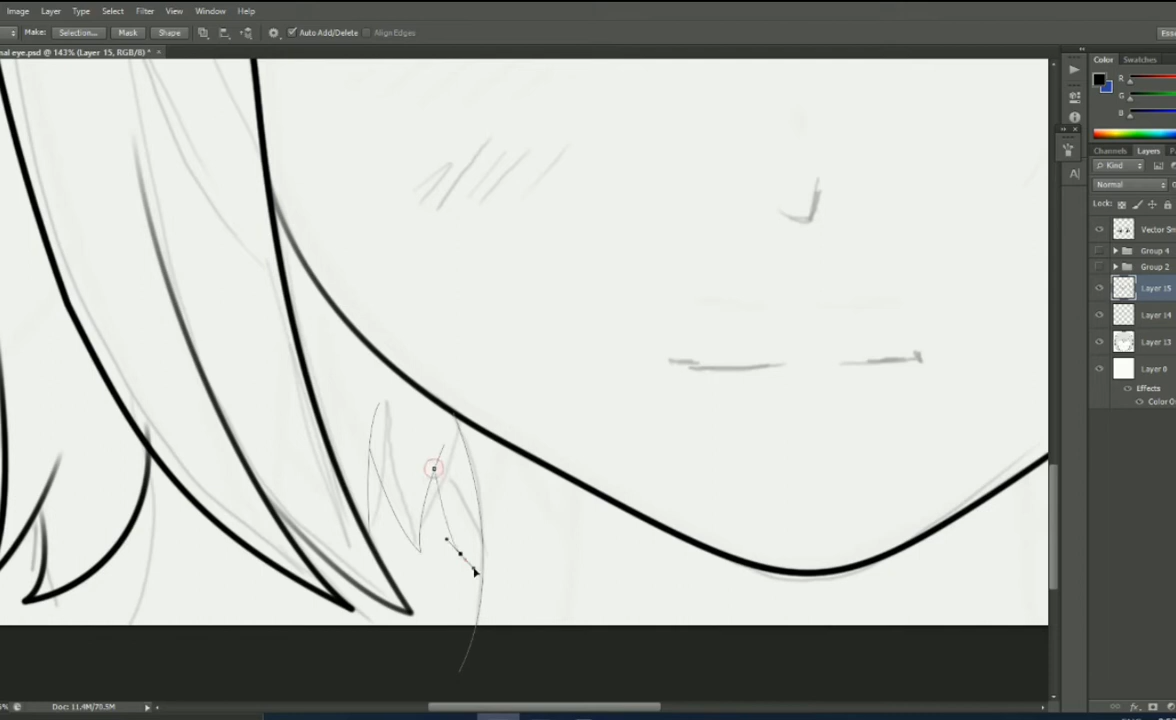 Image Layer Type Select Filter View Window Help
Make: Selection... Mask Shape Auto Add/Delete Align Edges Ess
nal eye.psd @ 143% (Layer 15, RGB/8) * ×
Color Swatches
R
G
B
Channels Layers
Kind
Normal
Lock:
Vector Sm
Group 4
Group 2
Layer 15
Layer 14
Layer 13
Layer 0
Effects
Color O
Doc: 11.4M/70.5M